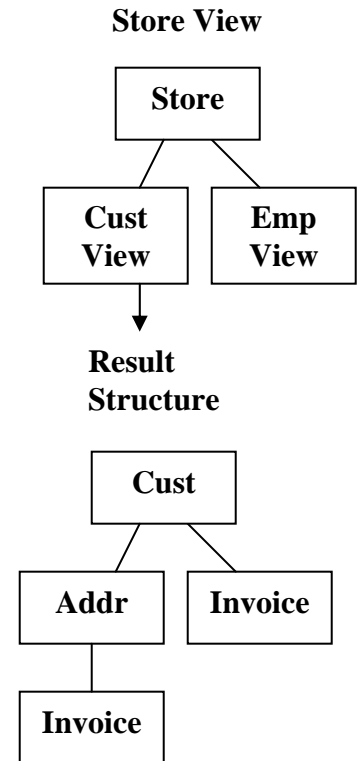 Store View
Store
Cust
View
Emp
View
Result
Structure
Cust
Addr
Invoice
Invoice